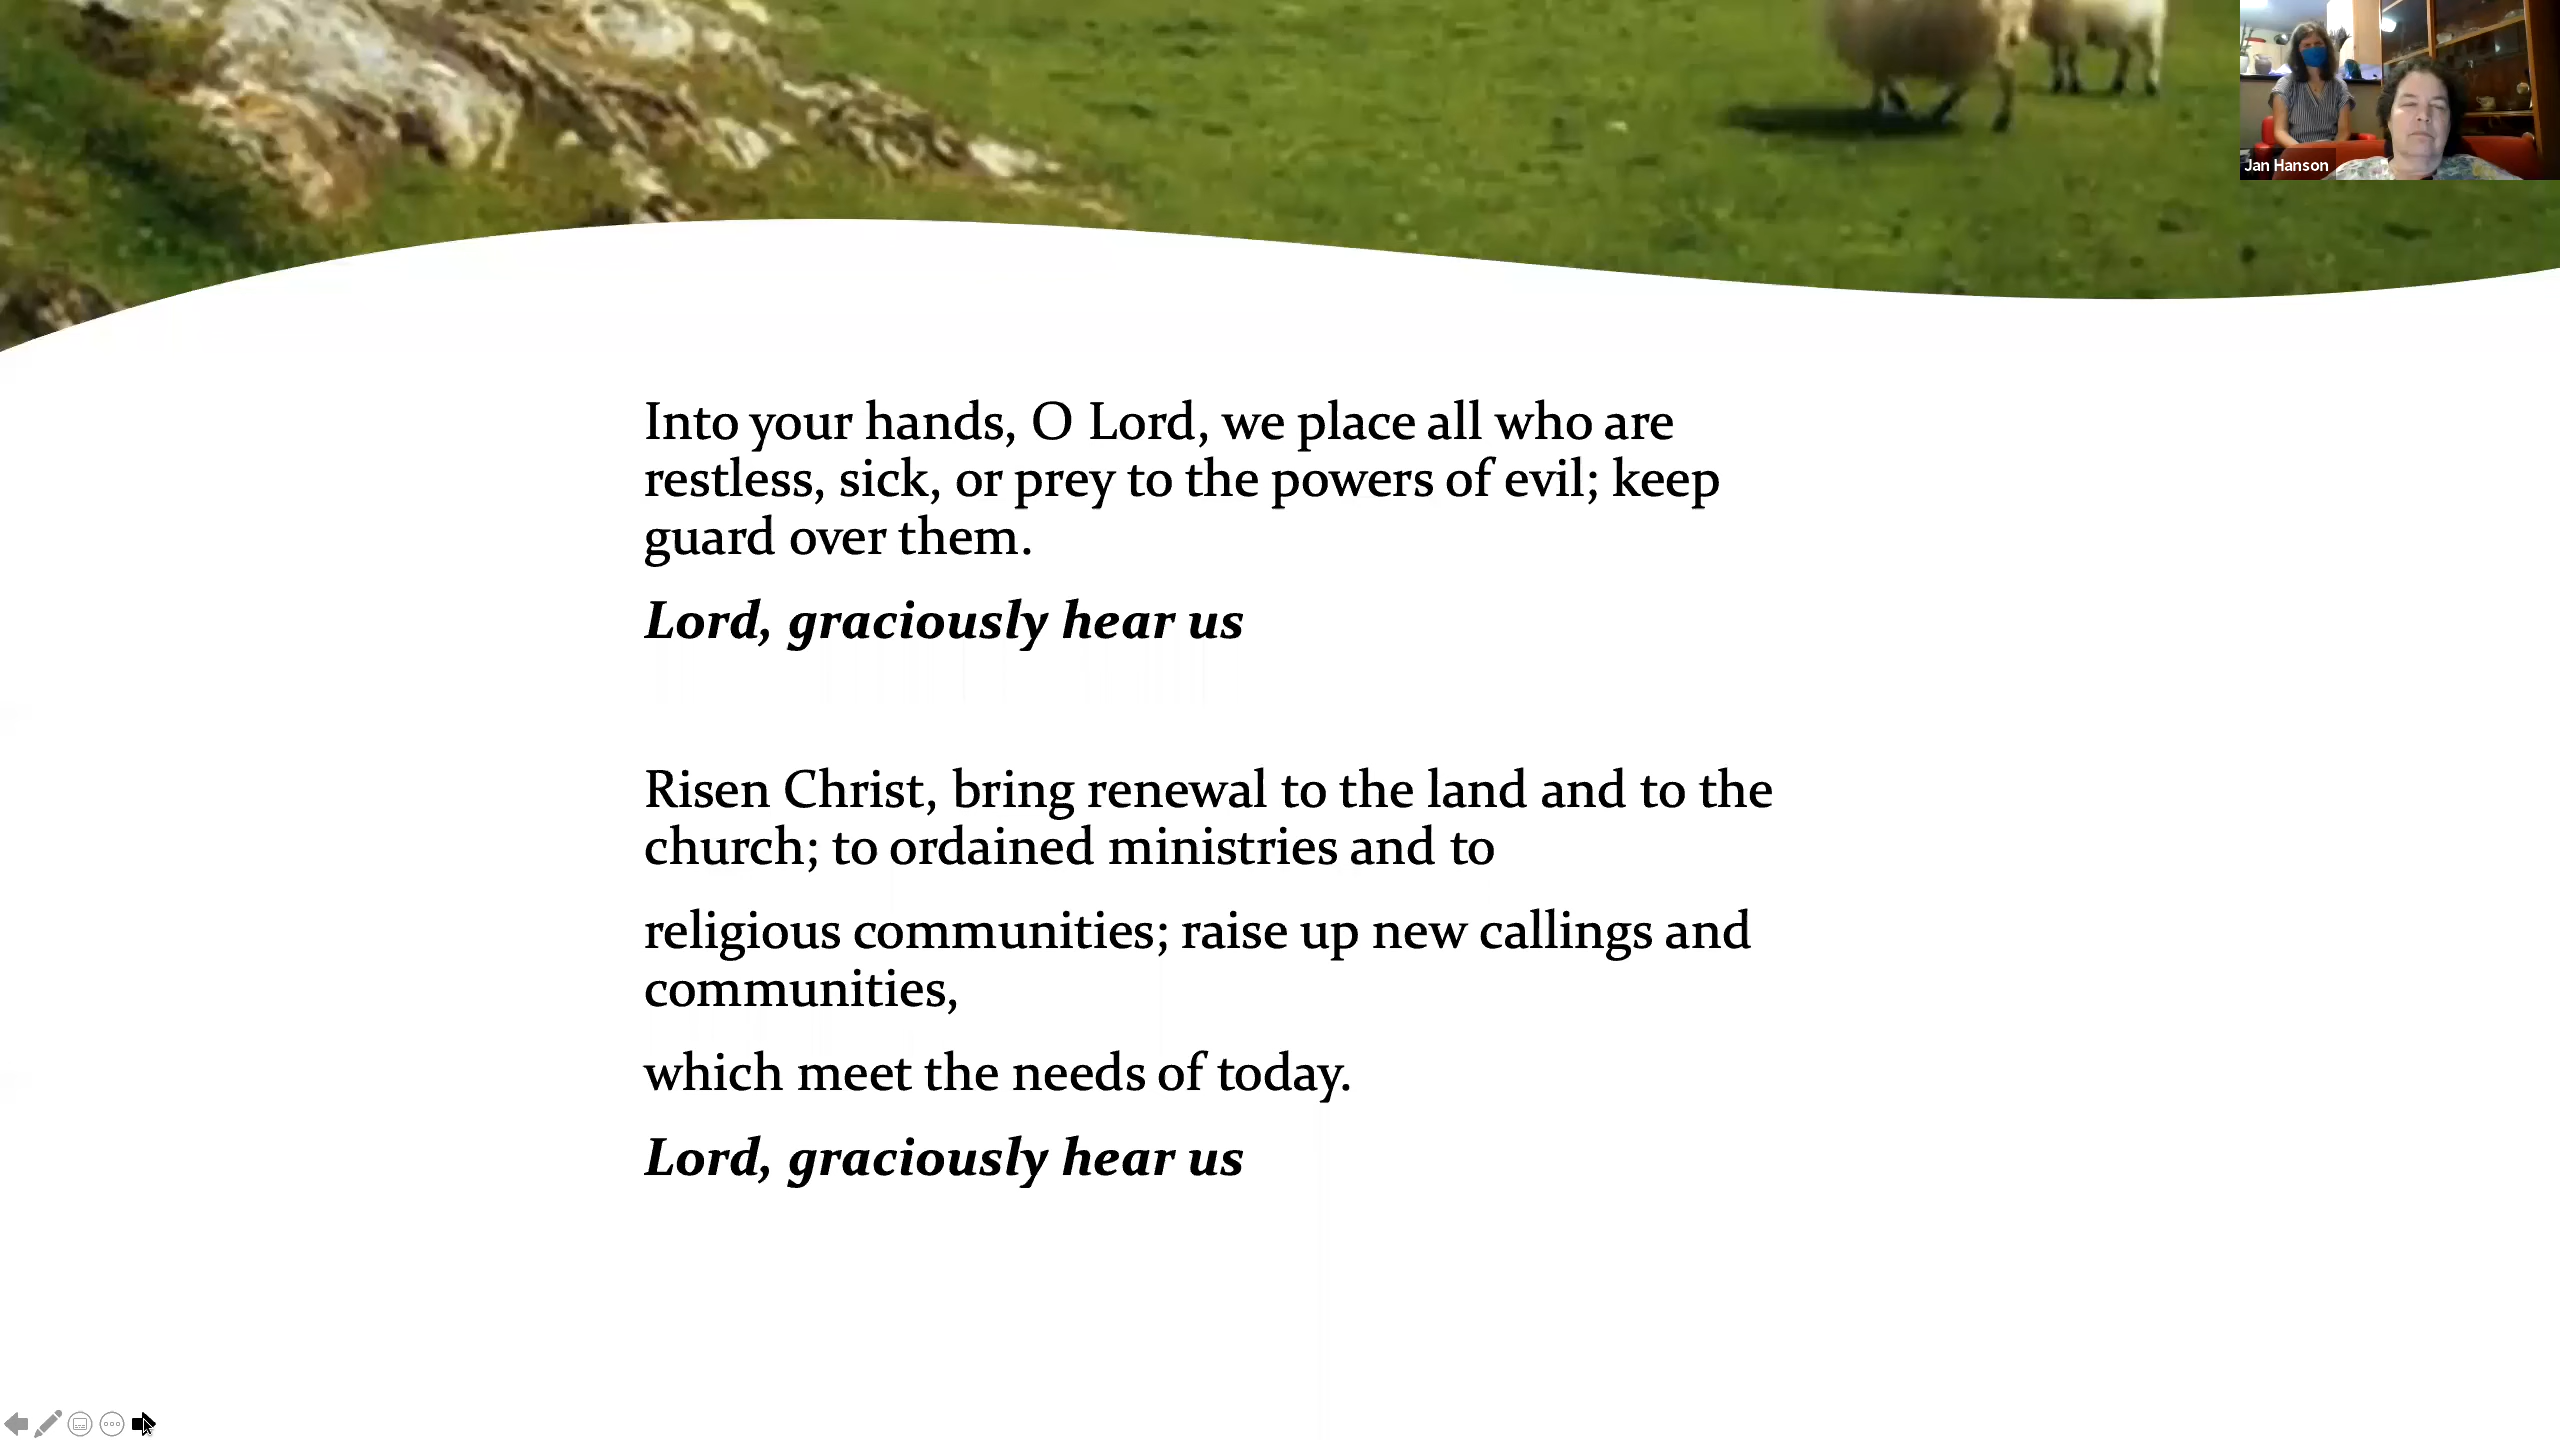 Jan Hanson
Into your hands, O Lord, we place all who are
restless, sick, or prey to the powers of evil; keep
guard over them.
Lord, graciously hear us
Risen Christ, bring renewal to the land and to the
church; to ordained ministries and to
religious communities; raise up new callings and
communities,
which meet the needs of today.
Lord, graciously hear us